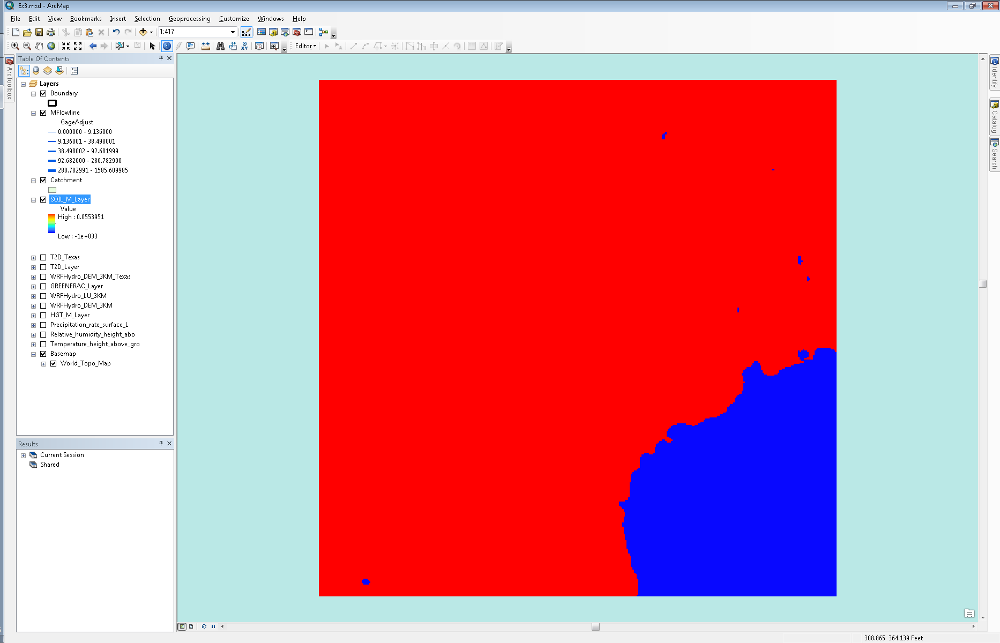 Ex3.mxd - ArcMap
File Edit View Bookmarks Insert Selection Geoprocessing Customize Windows Help
1:417
Editor
Table Of Contents
ArcToolbox
Layers
Boundary
MFlowline
GageAdjust
0.000000 - 9.136000
9.136001 - 38.498001
38.498002 - 92.681999
92.682000 - 280.782990
280.782991 - 1585.609985
Catchment
SOIL_M_Layer
Value
High : 0.0553951
Low : -1e+033
T2D_Texas
T2D_Layer
WRFHydro_DEM_3KM_Texas
GREENFRAC_Layer
WRFHydro_LU_3KM
WRFHydro_DEM_3KM
HGT_M_Layer
Precipitation_rate_surface_L
Relative_humidity_height_abo
Temperature_height_above_gro
Basemap
World_Topo_Map
Results
Current Session
Shared
Identify
Catalog
Search
308.865 364.139 Feet